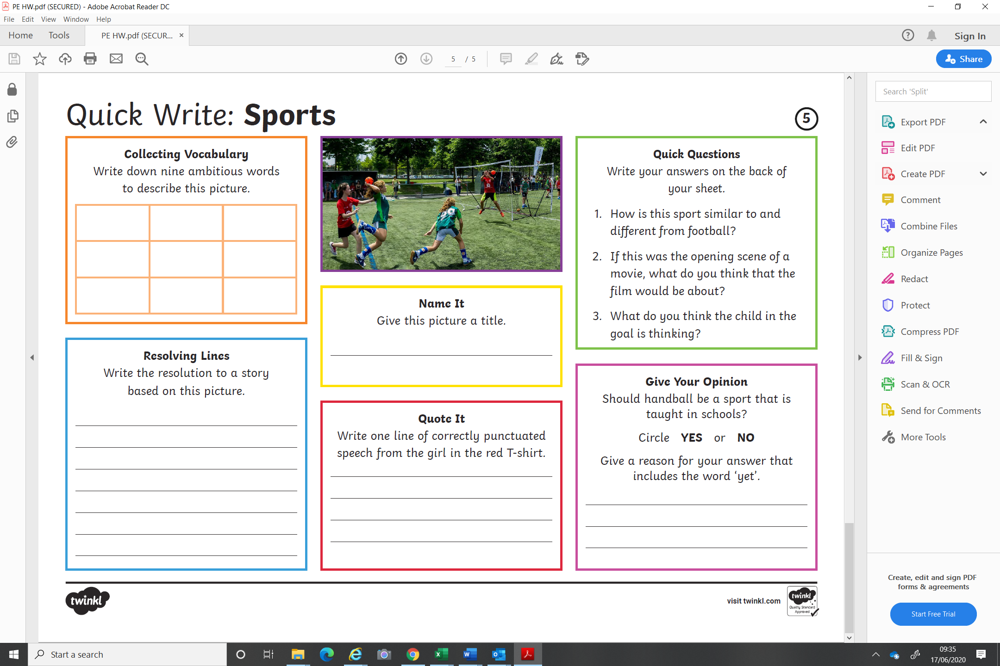 PE HW.pdf (SECURED) - Adobe Acrobat Reader DC
File Edit View Window Help
Home Tools PE HW.pdf (SECUR... × Sign In
5 / 5
Share
Quick Write: Sports
5
Collecting Vocabulary
Write down nine ambitious words
to describe this picture.
Resolving Lines
Write the resolution to a story
based on this picture.
99
Name It
Give this picture a title.
Quote It
Write one line of correctly punctuated
speech from the girl in the red T-shirt.
Quick Questions
Write your answers on the back of
your sheet.
1. How is this sport similar to and
different from football?
2. If this was the opening scene of a
movie, what do you think that the
film would be about?
3. What do you think the child in the
goal is thinking?
Give Your Opinion
Should handball be a sport that is
taught in schools?
Circle YES or NO
Give a reason for your answer that
includes the word ‘yet’.
twinkl
visit twinkl.com
twinkl
Quality Standard
Approved
Search 'Split'
Export PDF
Edit PDF
Create PDF
Comment
Combine Files
Organize Pages
Redact
Protect
Compress PDF
Fill & Sign
Scan & OCR
Send for Comments
More Tools
Create, edit and sign PDF
forms & agreements
Start Free Trial
Start a search
09:35
17/06/2020